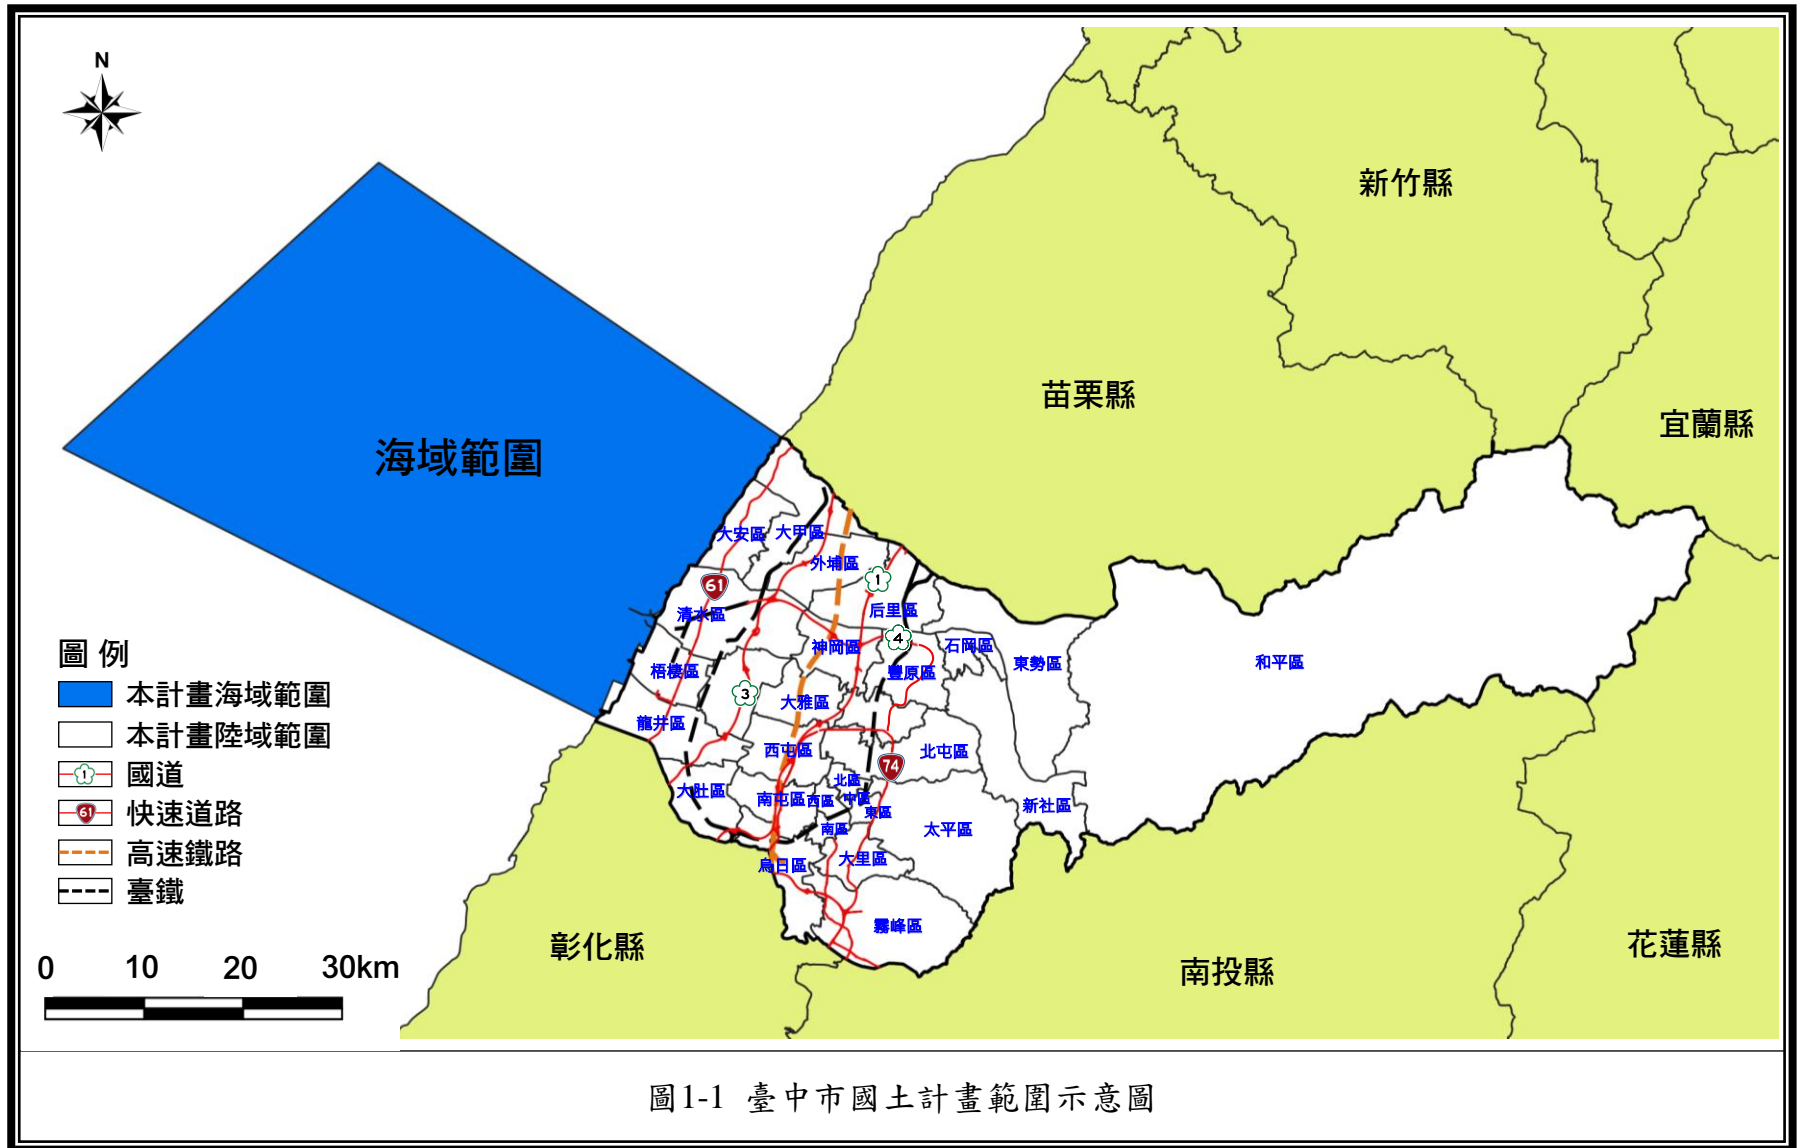 N
新竹縣
苗栗縣
宜蘭縣
海域範圍
大安區
大甲區
外埔區
1
61
清水區
后里區
4
神岡區
石岡區
東勢區
和平區
梧棲區
豐原區
3
大雅區
龍井區
西屯區
北屯區
74
大肚區
南屯區
西區
北區
中區
東區
新社區
南區
太平區
烏日區
大里區
霧峰區
彰化縣
南投縣
花蓮縣
圖 例
本計畫海域範圍
本計畫陸域範圍
1 國道
61 快速道路
高速鐵路
臺鐵
0 10 20 30km
圖1-1 臺中市國土計畫範圍示意圖